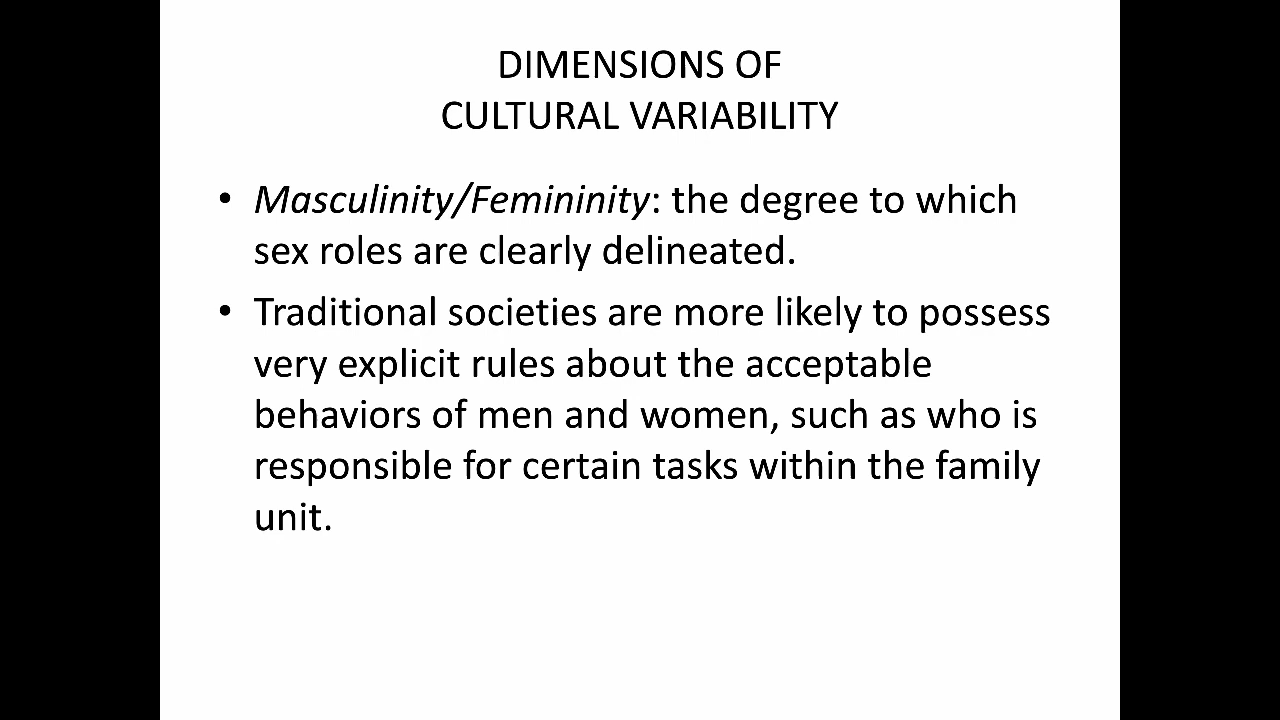 DIMENSIONS OF
CULTURAL VARIABILITY
• Masculinity/Femininity: the degree to which
sex roles are clearly delineated.
• Traditional societies are more likely to possess
very explicit rules about the acceptable
behaviors of men and women, such as who is
responsible for certain tasks within the family
unit.